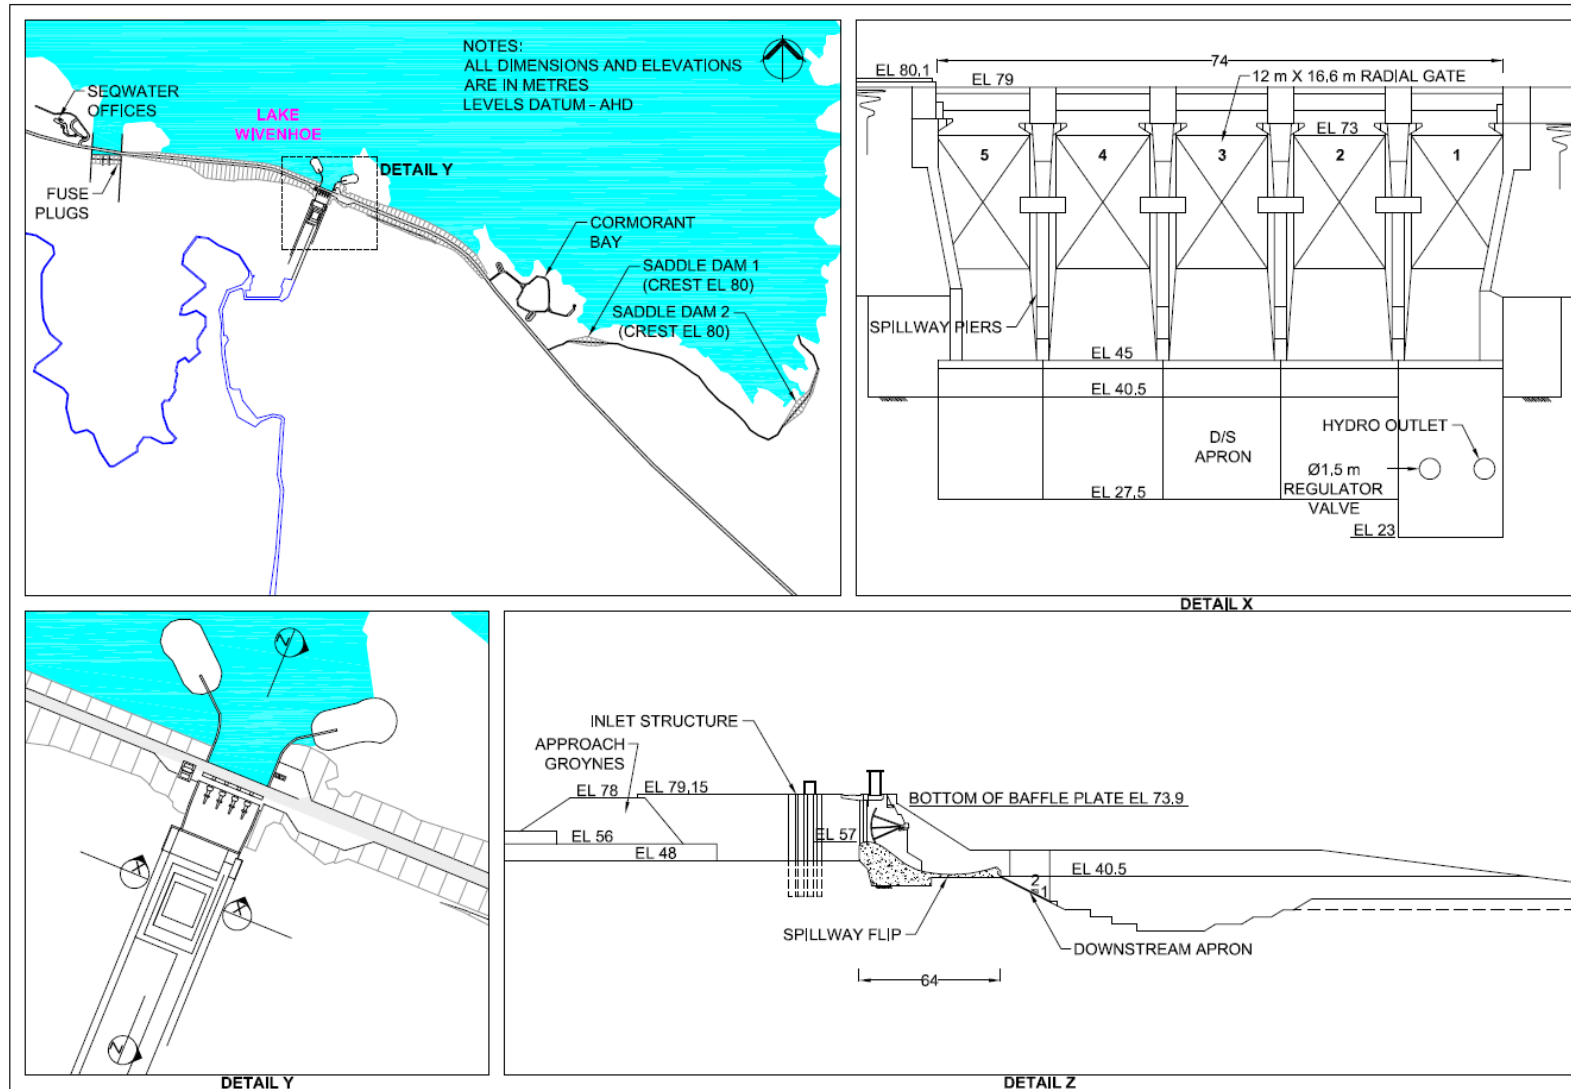 NOTES:
ALL DIMENSIONS AND ELEVATIONS
ARE IN METRES
LEVELS DATUM - AHD
SEQWATER
OFFICES
LAKE
WIVENHOE
DETAIL Y
FUSE
PLUGS
CORMORANT
BAY
SADDLE DAM 1
(CREST EL 80)
SADDLE DAM 2
(CREST EL 80)
EL 80,1
EL 79
74
12 m X 16,6 m RADIAL GATE
EL 73
5
4
3
2
1
SPILLWAY PIERS
EL 45
EL 40.5
D/S
APRON
HYDRO OUTLET
Ø1,5 m
REGULATOR
VALVE
EL 27,5
EL 23
DETAIL X
Z
X
X
Z
DETAIL Y
INLET STRUCTURE
APPROACH
GROYNES
EL 78
EL 79,15
BOTTOM OF BAFFLE PLATE EL 73.9
EL 56
EL 57
EL 48
EL 40.5
2
1
SPILLWAY FLIP
DOWNSTREAM APRON
64
DETAIL Z